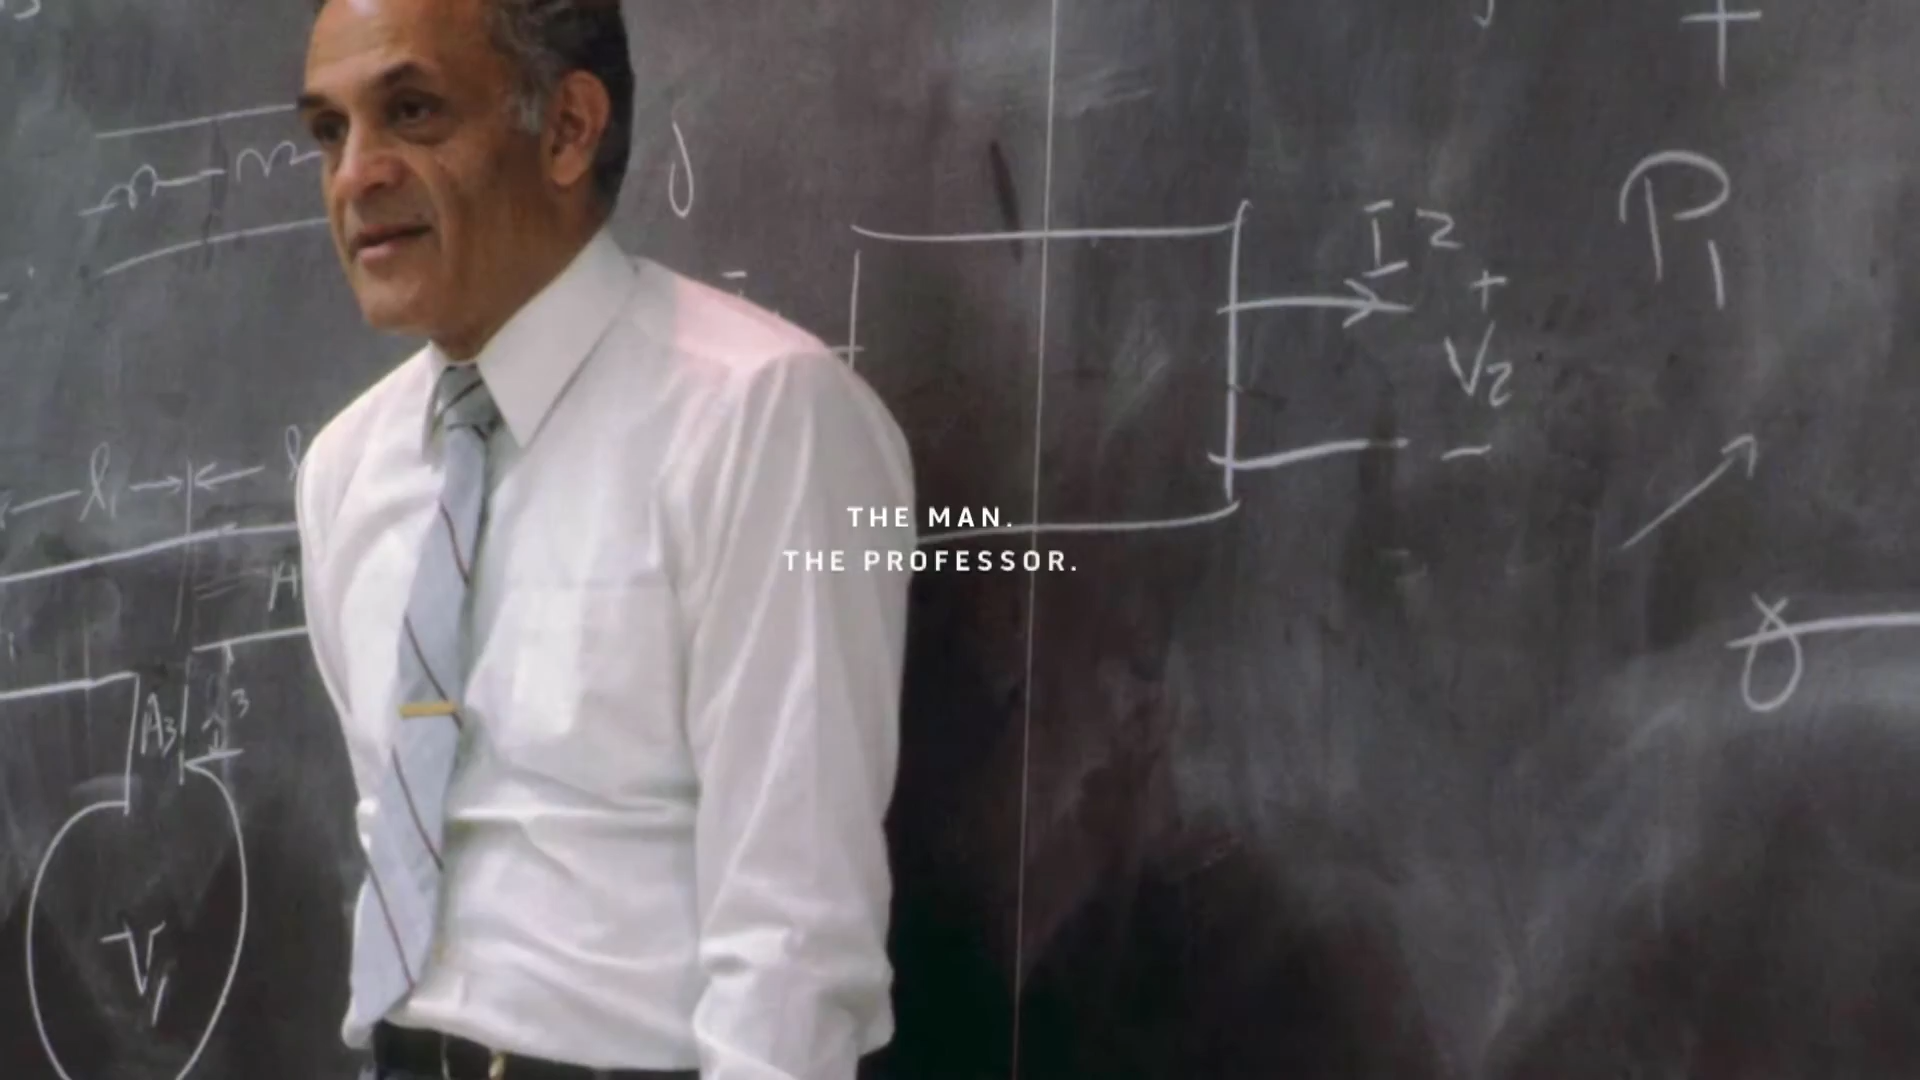 I2
P1
+
V2
-
l1
THE MAN.
THE PROFESSOR.
A3
V1